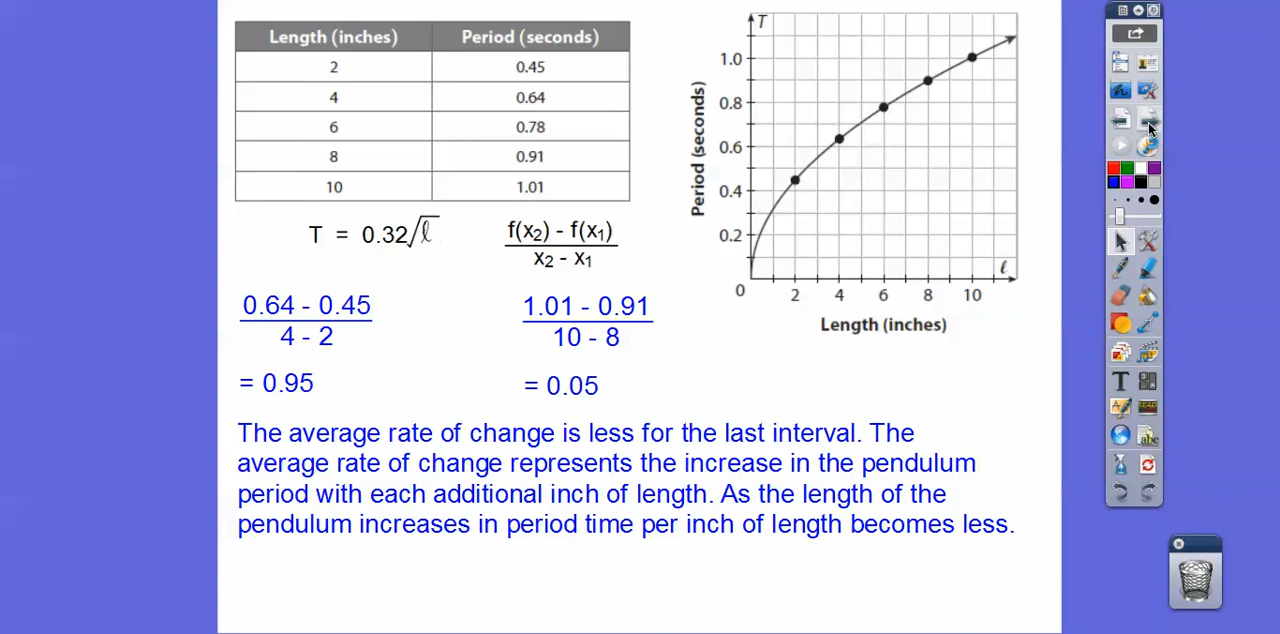 Length (inches) Period (seconds)
2 0.45
4 0.64
6 0.78
8 0.91
10 1.01
T = 0.32√l
f(x₂) - f(x₁)
x₂ - x₁
0.64 - 0.45
4 - 2
= 0.95
1.01 - 0.91
10 - 8
= 0.05
The average rate of change is less for the last interval. The
average rate of change represents the increase in the pendulum
period with each additional inch of length. As the length of the
pendulum increases in period time per inch of length becomes less.
T
Period (seconds)
1.0
0.8
0.6
0.4
0.2
0
2 4 6 8 10
l
Length (inches)
T
abc